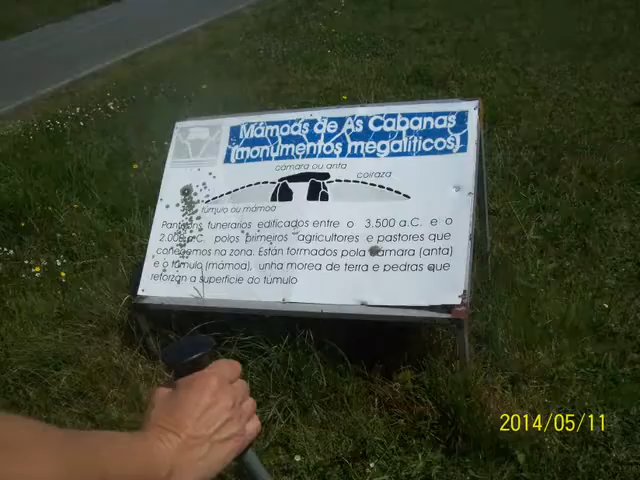 Mámoas de As Cabanas
(monumentos megalíticos)
cámara ou anta
coiraza
túmulo ou mámoa
Panteóns funerarios edificados entre o 3.500 a.C. e o
2.000 a.C. polos primeiros agricultores e pastores que
coñecemos na zona. Están formados pola cámara (anta)
e o túmulo (mámoa), unha morea de terra e pedras que
reforzan a superficie do túmulo
2014/05/11